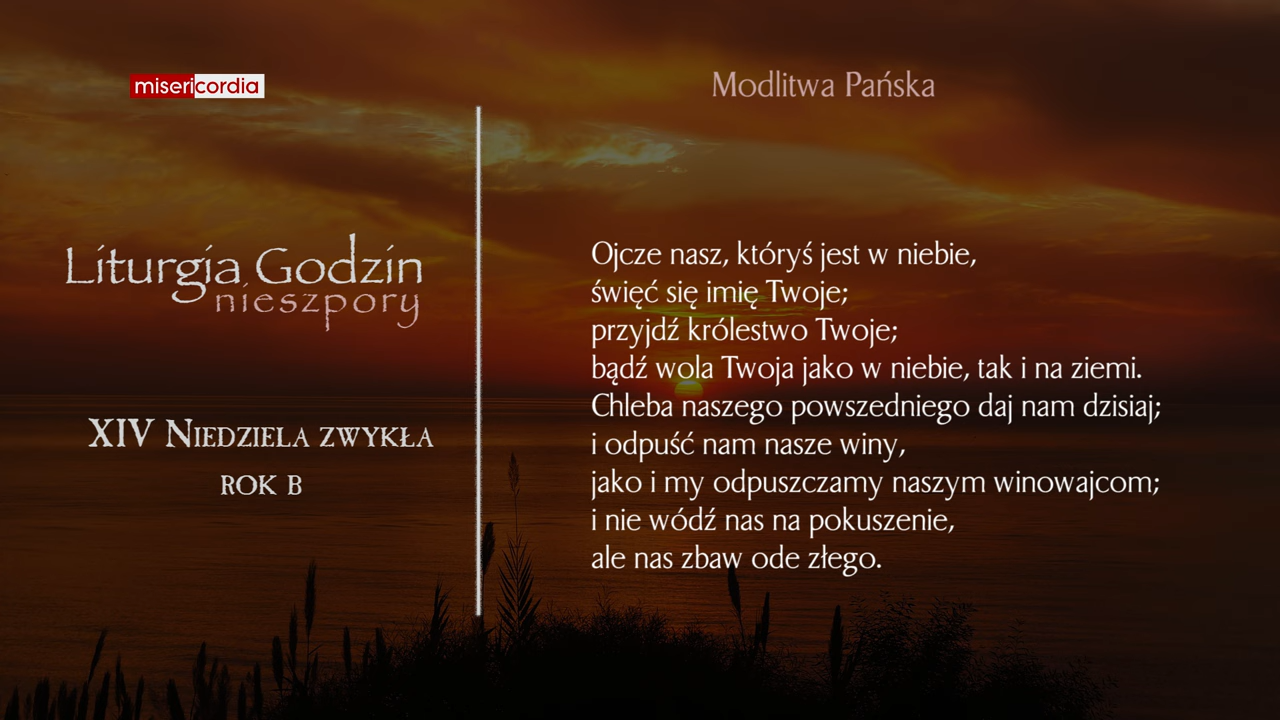 misericordia
Liturgia Godzin
nieszpory
XIV Niedziela zwykła
rok B
Modlitwa Pańska
Ojcze nasz, któryś jest w niebie,
święć się imię Twoje;
przyjdź królestwo Twoje;
bądź wola Twoja jako w niebie, tak i na ziemi.
Chleba naszego powszedniego daj nam dzisiaj;
i odpuść nam nasze winy,
jako i my odpuszczamy naszym winowajcom;
i nie wódź nas na pokuszenie,
ale nas zbaw ode złego.